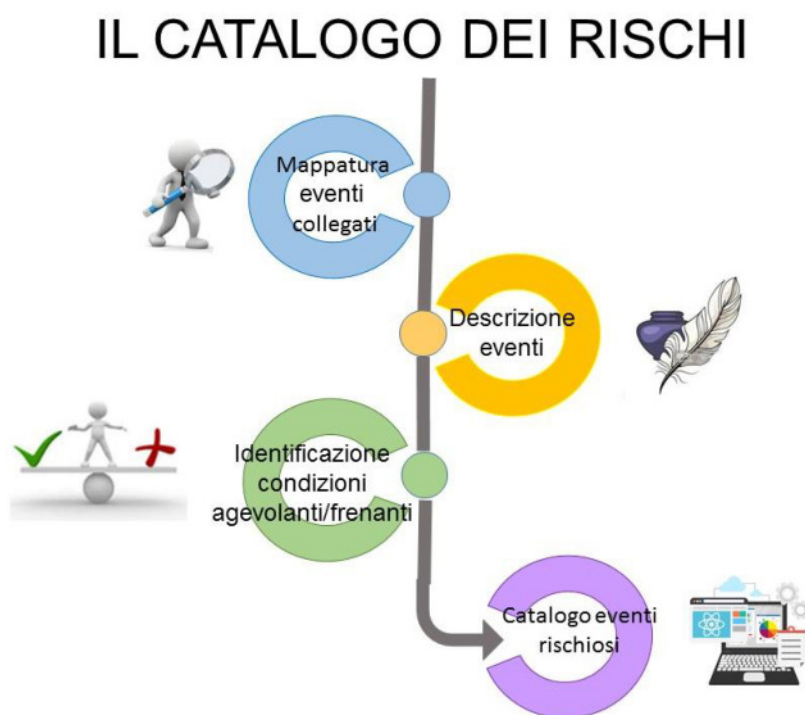 IL CATALOGO DEI RISCHI
Mappatura
eventi
collegati
Descrizione
eventi
Identificazione
condizioni
agevolanti/frenanti
Catalogo eventi
rischiosi